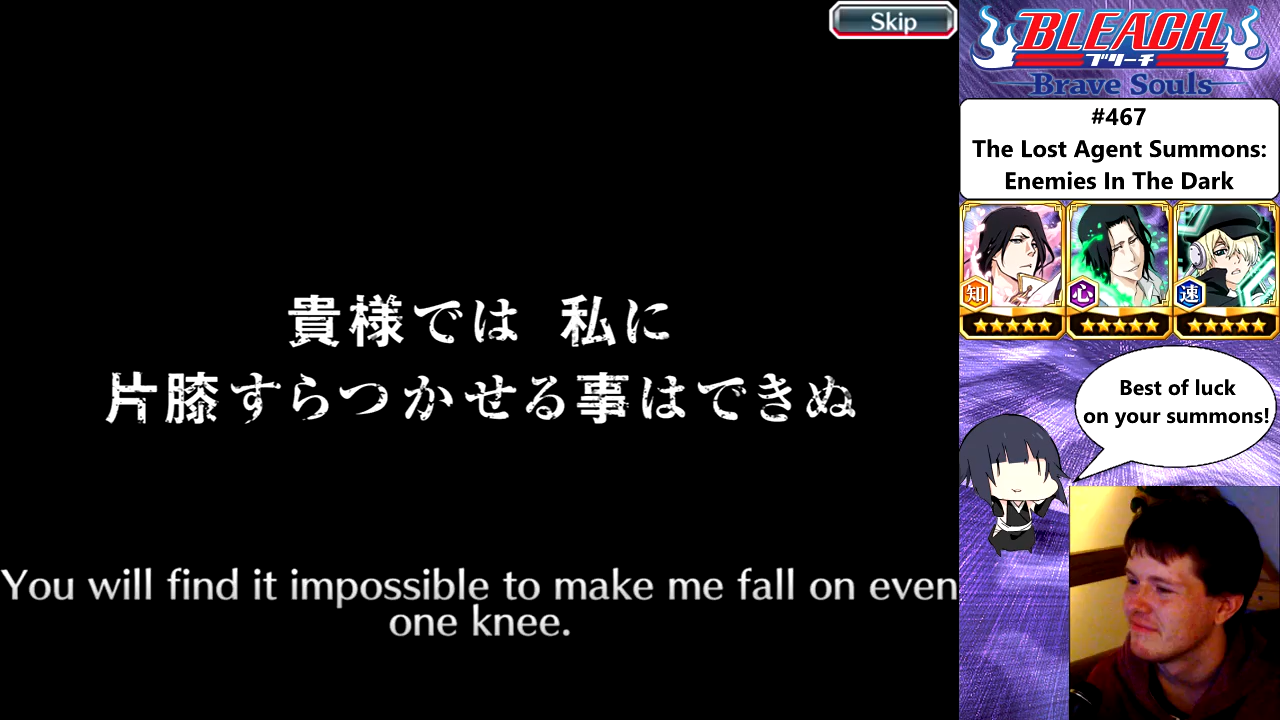 Skip
貴様では 私に
片膝すらつかせる事はできぬ
You will find it impossible to make me fall on even
one knee.
BLEACH
ブリーチ
Brave Souls
#467
The Lost Agent Summons:
Enemies In The Dark
知
心
速
Best of luck
on your summons!